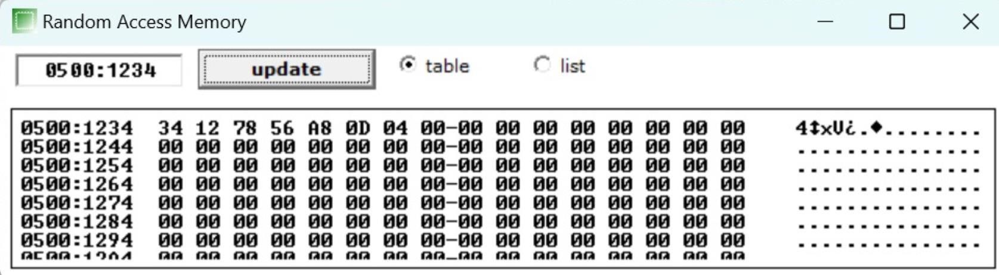 Random Access Memory
0500:1234 update table list
0500:1234 34 12 78 56 A8 0D 04 00-00 00 00 00 00 00 00 00 4↕xV¿.♦.........
0500:1244 00 00 00 00 00 00 00 00-00 00 00 00 00 00 00 00 ................
0500:1254 00 00 00 00 00 00 00 00-00 00 00 00 00 00 00 00 ................
0500:1264 00 00 00 00 00 00 00 00-00 00 00 00 00 00 00 00 ................
0500:1274 00 00 00 00 00 00 00 00-00 00 00 00 00 00 00 00 ................
0500:1284 00 00 00 00 00 00 00 00-00 00 00 00 00 00 00 00 ................
0500:1294 00 00 00 00 00 00 00 00-00 00 00 00 00 00 00 00 ................